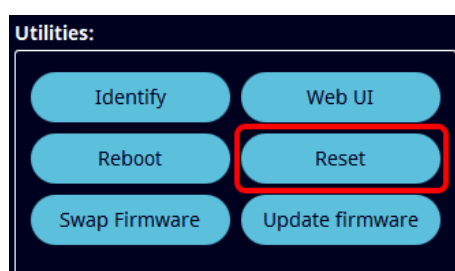 Utilities:
Identify
Web UI
Reboot
Reset
Swap Firmware
Update firmware